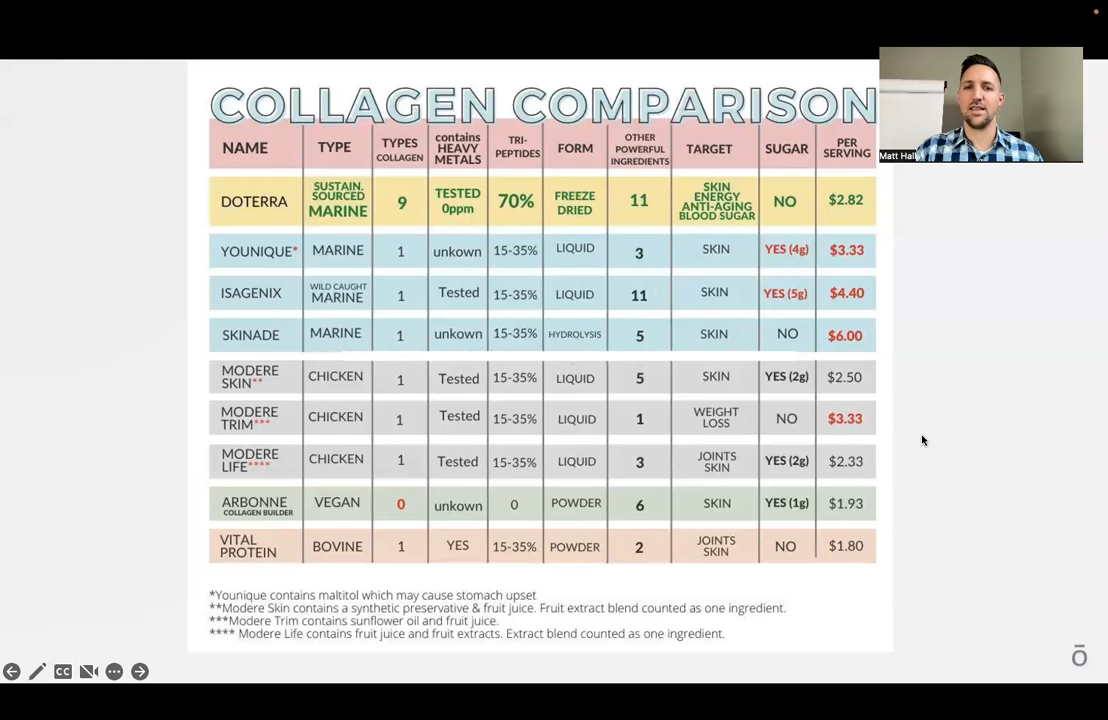 COLLAGEN COMPARISON
NAME TYPE TYPES COLLAGEN contains HEAVY METALS TRI-PEPTIDES FORM OTHER POWERFUL INGREDIENTS TARGET SUGAR PER SERVING
DOTERRA SUSTAIN. SOURCED MARINE 9 TESTED 0ppm 70% FREEZE DRIED 11 SKIN ENERGY ANTI-AGING BLOOD SUGAR NO $2.82
YOUNIQUE* MARINE 1 unkown 15-35% LIQUID 3 SKIN YES (4g) $3.33
ISAGENIX WILD CAUGHT MARINE 1 Tested 15-35% LIQUID 11 SKIN YES (5g) $4.40
SKINADE MARINE 1 unkown 15-35% HYDROLYSIS 5 SKIN NO $6.00
MODERE SKIN** CHICKEN 1 Tested 15-35% LIQUID 5 SKIN YES (2g) $2.50
MODERE TRIM*** CHICKEN 1 Tested 15-35% LIQUID 1 WEIGHT LOSS NO $3.33
MODERE LIFE**** CHICKEN 1 Tested 15-35% LIQUID 3 JOINTS SKIN YES (2g) $2.33
ARBONNE COLLAGEN BUILDER VEGAN 0 unkown 0 POWDER 6 SKIN YES (1g) $1.93
VITAL PROTEIN BOVINE 1 YES 15-35% POWDER 2 JOINTS SKIN NO $1.80
*Younique contains maltitol which may cause stomach upset
**Modere Skin contains a synthetic preservative & fruit juice. Fruit extract blend counted as one ingredient.
***Modere Trim contains sunflower oil and fruit juice.
**** Modere Life contains fruit juice and fruit extracts. Extract blend counted as one ingredient.
Matt Hall
CC
ō